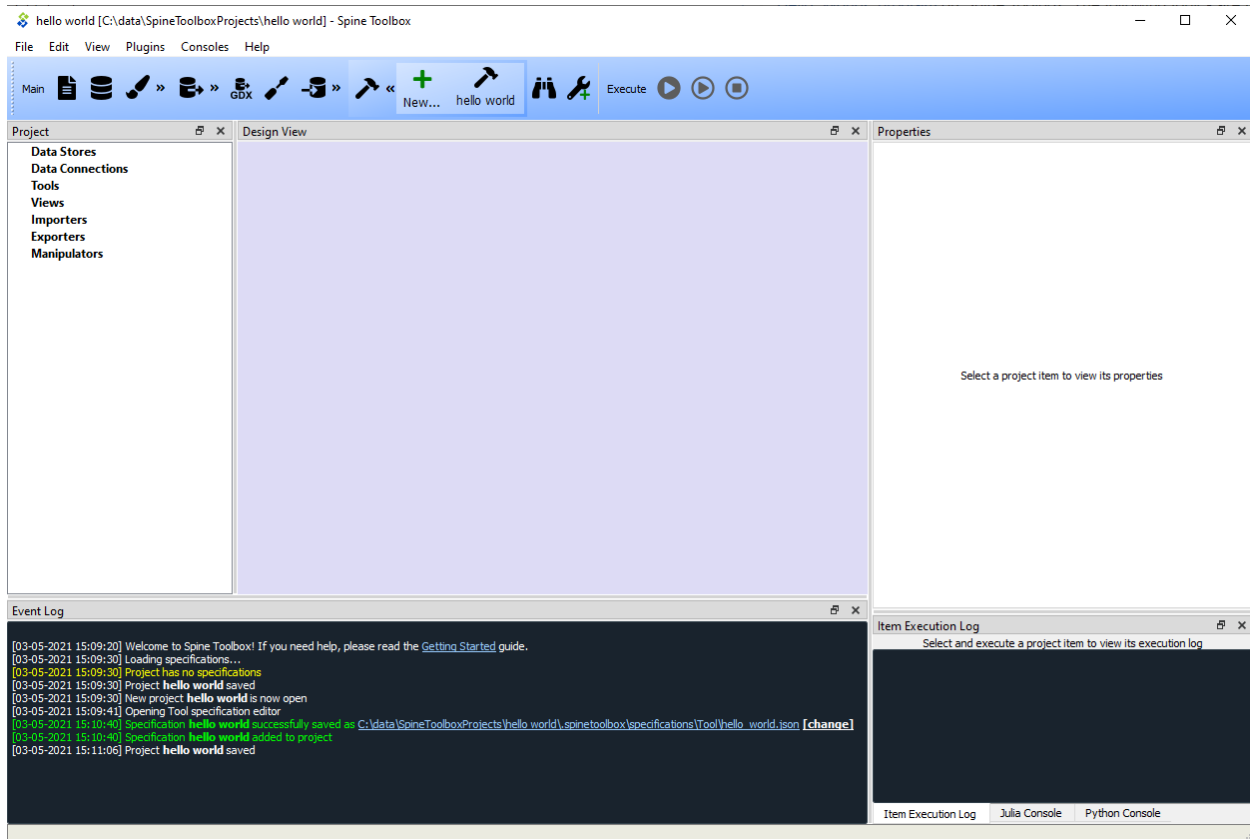 hello world [C:\data\SpineToolboxProjects\hello world] - Spine Toolbox
File Edit View Plugins Consoles Help
Main
GDX
New...
hello world
Execute
Project
Data Stores
Data Connections
Tools
Views
Importers
Exporters
Manipulators
Design View
Properties
Select a project item to view its properties
Event Log
[03-05-2021 15:09:20] Welcome to Spine Toolbox! If you need help, please read the Getting Started guide.
[03-05-2021 15:09:30] Loading specifications...
[03-05-2021 15:09:30] Project has no specifications
[03-05-2021 15:09:30] Project hello world saved
[03-05-2021 15:09:30] New project hello world is now open
[03-05-2021 15:09:41] Opening Tool specification editor
[03-05-2021 15:10:40] Specification hello world successfully saved as C:\data\SpineToolboxProjects\hello world\.spinetoolbox\specifications\Tool\hello_world.json [change]
[03-05-2021 15:10:40] Specification hello world added to project
[03-05-2021 15:11:06] Project hello world saved
Item Execution Log
Select and execute a project item to view its execution log
Item Execution Log Julia Console Python Console